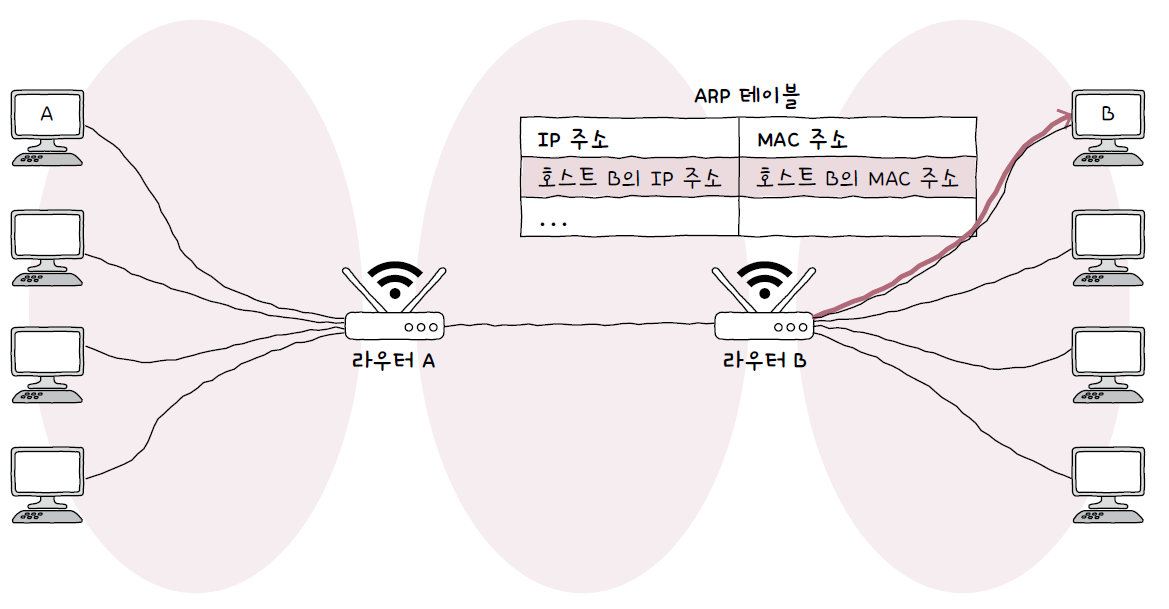 A
ARP 테이블
B
IP 주소 MAC 주소
호스트 B의 IP 주소 호스트 B의 MAC 주소
...
라우터 A
라우터 B